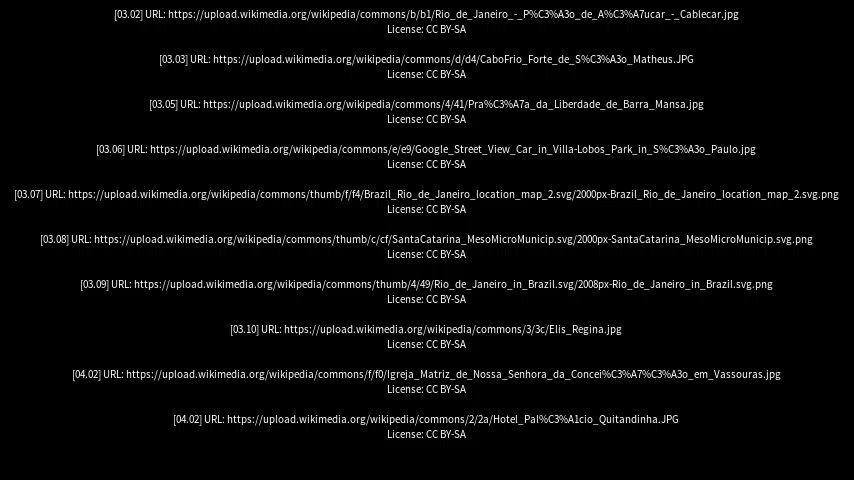 [03.02] URL: https://upload.wikimedia.org/wikipedia/commons/b/b1/Rio_de_Janeiro_-_P%C3%A3o_de_A%C3%A7ucar_-_Cablecar.jpg
License: CC BY-SA
[03.03] URL: https://upload.wikimedia.org/wikipedia/commons/d/d4/CaboFrio_Forte_de_S%C3%A3o_Matheus.JPG
License: CC BY-SA
[03.05] URL: https://upload.wikimedia.org/wikipedia/commons/4/41/Pra%C3%A7a_da_Liberdade_de_Barra_Mansa.jpg
License: CC BY-SA
[03.06] URL: https://upload.wikimedia.org/wikipedia/commons/e/e9/Google_Street_View_Car_in_Villa-Lobos_Park_in_S%C3%A3o_Paulo.jpg
License: CC BY-SA
[03.07] URL: https://upload.wikimedia.org/wikipedia/commons/thumb/f/f4/Brazil_Rio_de_Janeiro_location_map_2.svg/2000px-Brazil_Rio_de_Janeiro_location_map_2.svg.png
License: CC BY-SA
[03.08] URL: https://upload.wikimedia.org/wikipedia/commons/thumb/c/cf/SantaCatarina_MesoMicroMunicip.svg/2000px-SantaCatarina_MesoMicroMunicip.svg.png
License: CC BY-SA
[03.09] URL: https://upload.wikimedia.org/wikipedia/commons/thumb/4/49/Rio_de_Janeiro_in_Brazil.svg/2008px-Rio_de_Janeiro_in_Brazil.svg.png
License: CC BY-SA
[03.10] URL: https://upload.wikimedia.org/wikipedia/commons/3/3c/Elis_Regina.jpg
License: CC BY-SA
[04.02] URL: https://upload.wikimedia.org/wikipedia/commons/f/f0/Igreja_Matriz_de_Nossa_Senhora_da_Concei%C3%A7%C3%A3o_em_Vassouras.jpg
License: CC BY-SA
[04.02] URL: https://upload.wikimedia.org/wikipedia/commons/2/2a/Hotel_Pal%C3%A1cio_Quitandinha.JPG
License: CC BY-SA